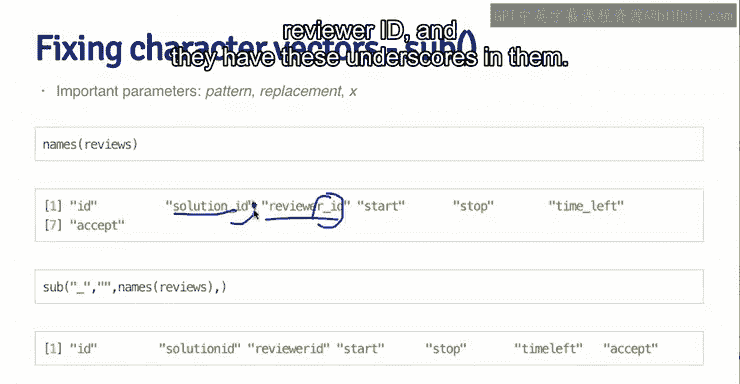 reviewer ID, and
they have these underscores in them.
Fixing character vectors - sub()
· Important parameters: pattern, replacement, x
names(reviews)
[1] "id" "solution_id" "reviewer_id" "start" "stop" "time_left"
[7] "accept"
sub("_","",names(reviews),)
[1] "id" "solutionid" "reviewerid" "start" "stop" "timeleft" "accept"